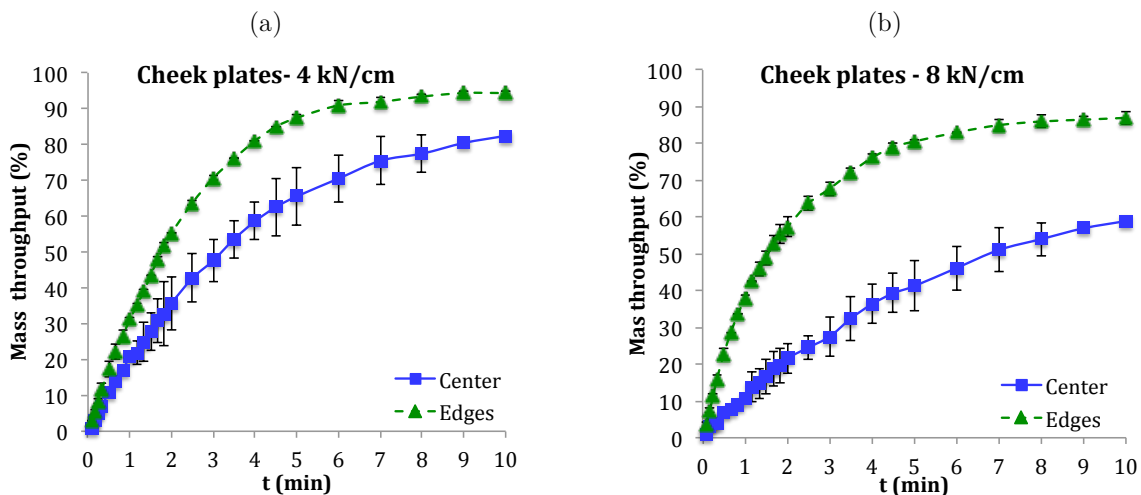 (a)
Cheek plates- 4 kN/cm
Mass throughput (%)
100
90
80
70
60
50
40
30
20
10
0
Center
Edges
0 1 2 3 4 5 6 7 8 9 10
t (min)
(b)
Cheek plates - 8 kN/cm
Mas throughput (%)
100
90
80
70
60
50
40
30
20
10
0
Center
Edges
0 1 2 3 4 5 6 7 8 9 10
t (min)